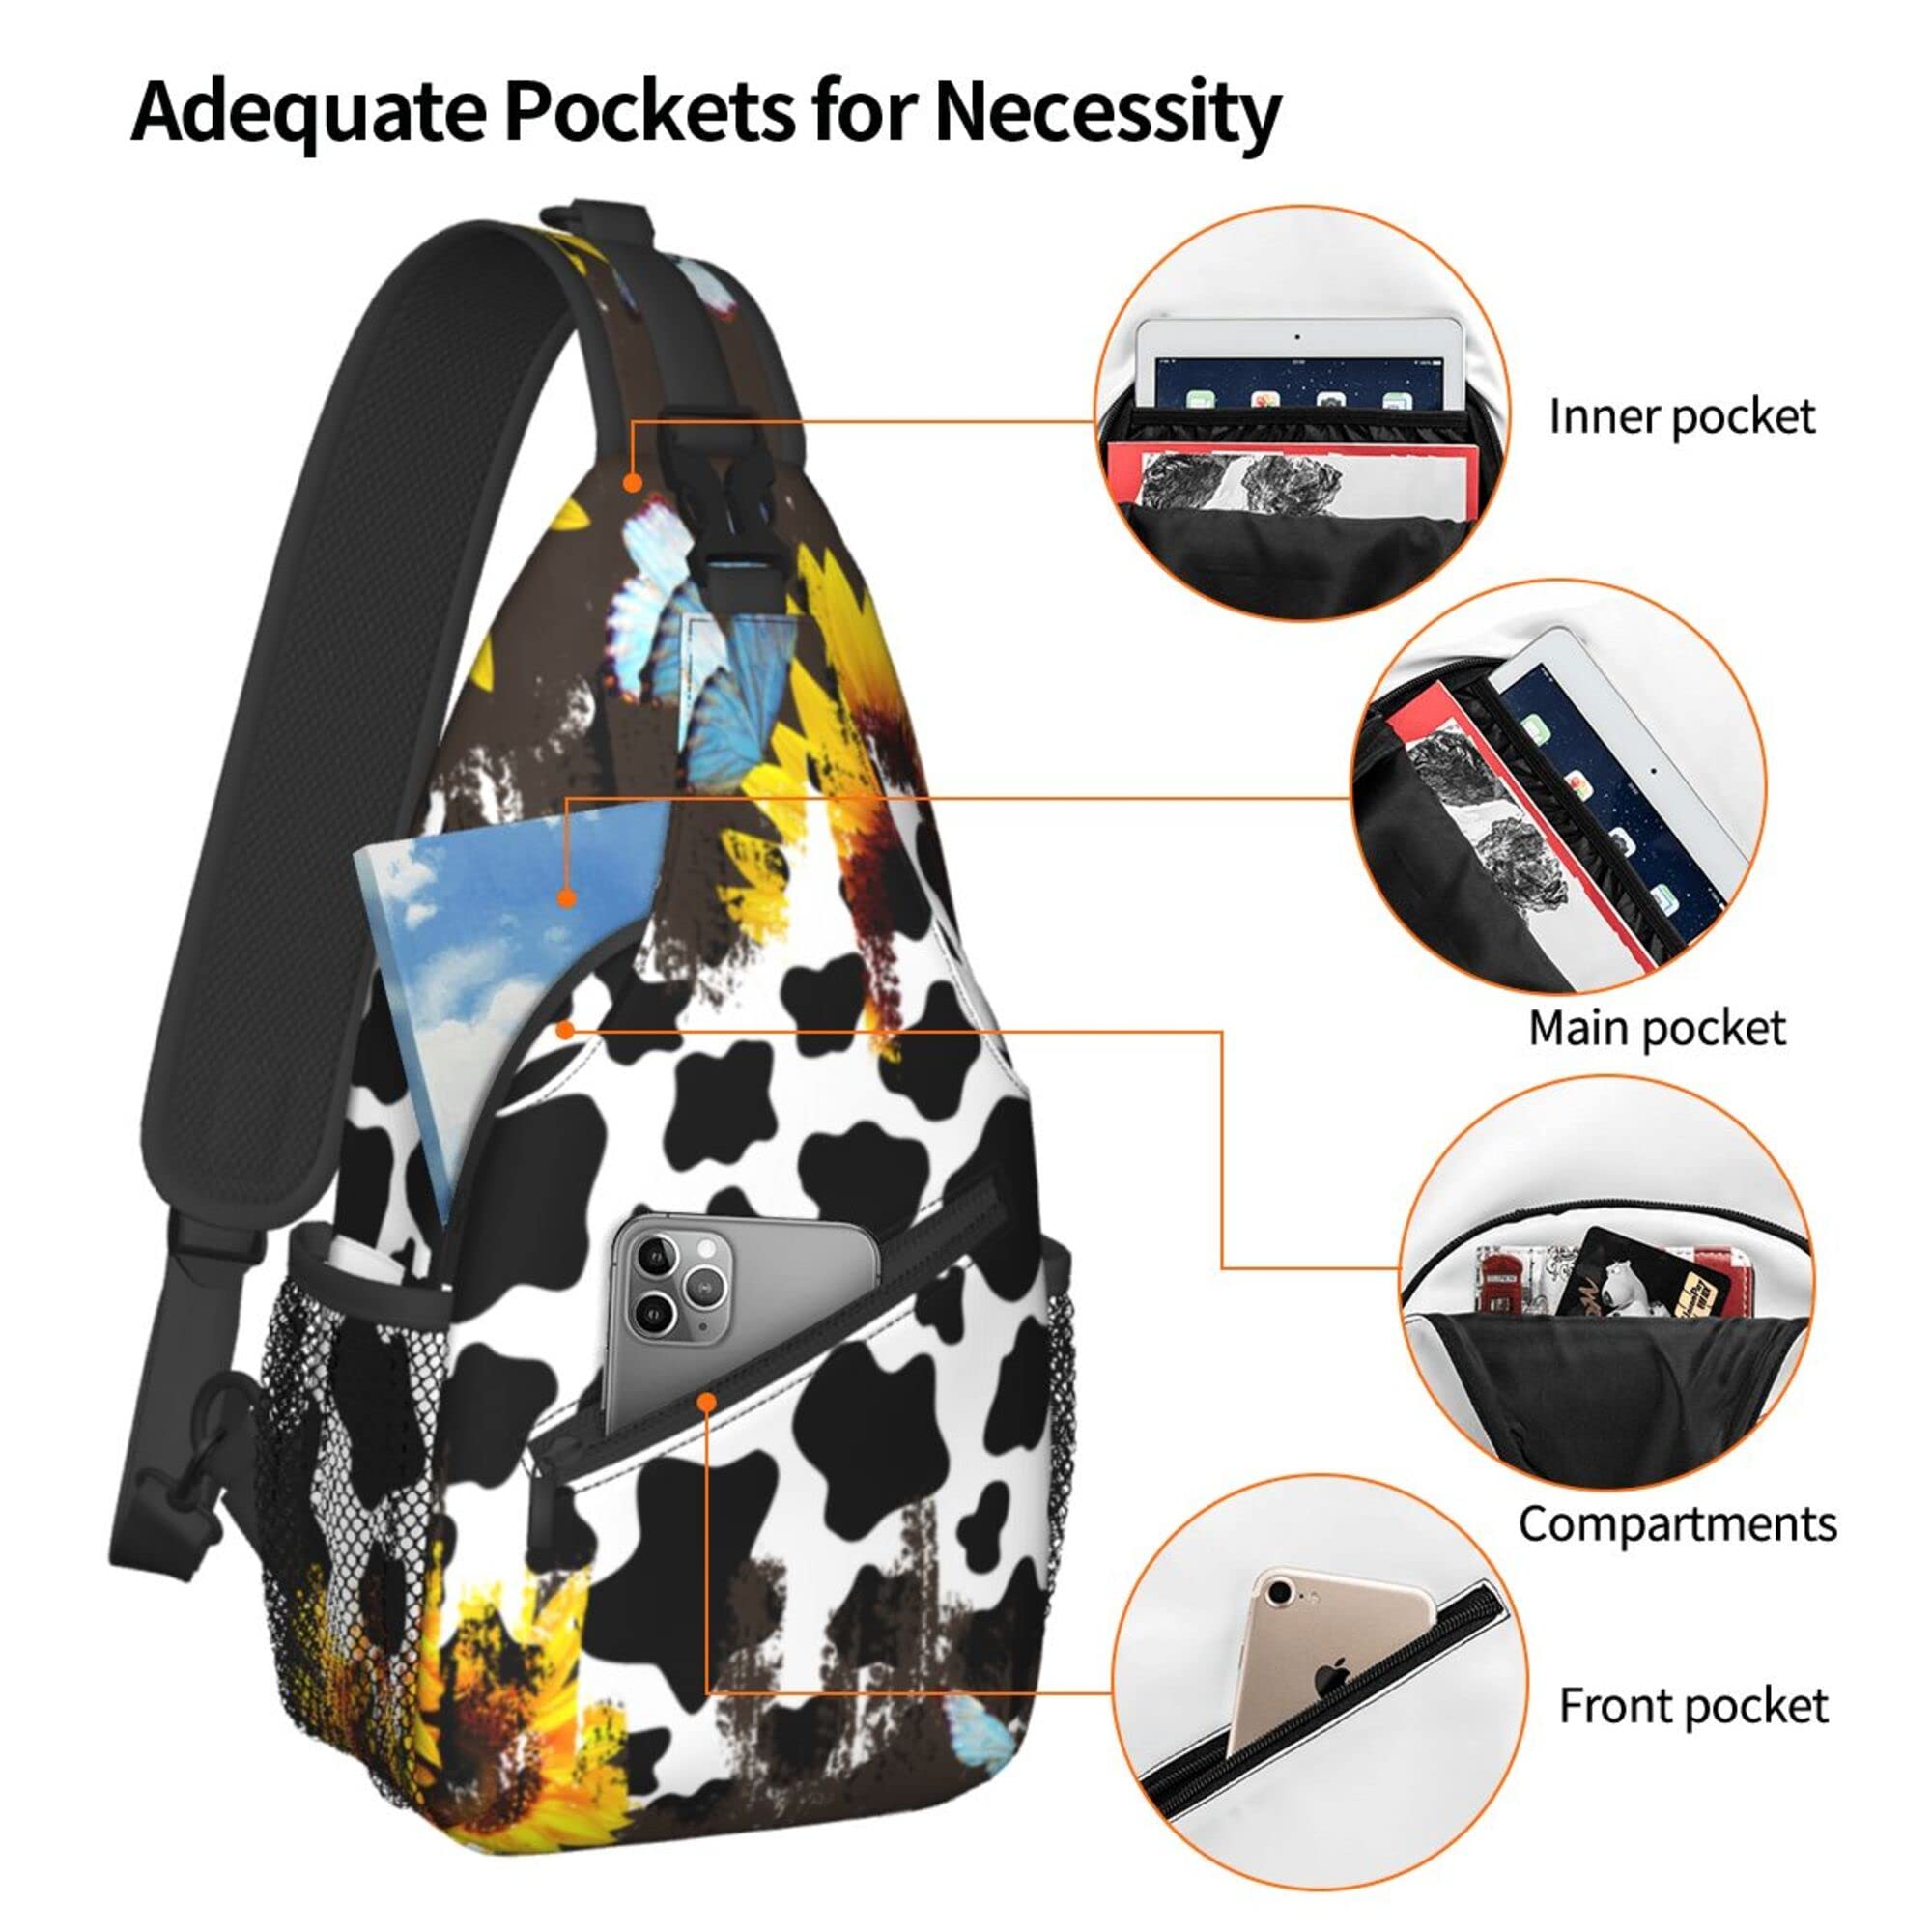 Adequate Pockets for Necessity
Inner pocket
Main pocket
Compartments
Front pocket